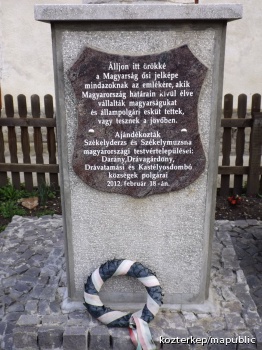 Álljon itt örökké
a Magyarság ősi jelképe
mindazoknak az emlékére, akik
Magyarország határain kívül élve
vállalták magyarságukat
és állampolgári esküt tettek,
vagy tesznek a jövőben.
Ajándékozták
Székelyderzs és Székelymuzsna
magyarországi testvértelepülései:
Darány, Drávagárdony,
Drávatamási és Kastélyosdombó
községek polgárai
2012. február 18-án.
kozterkep/mapublic